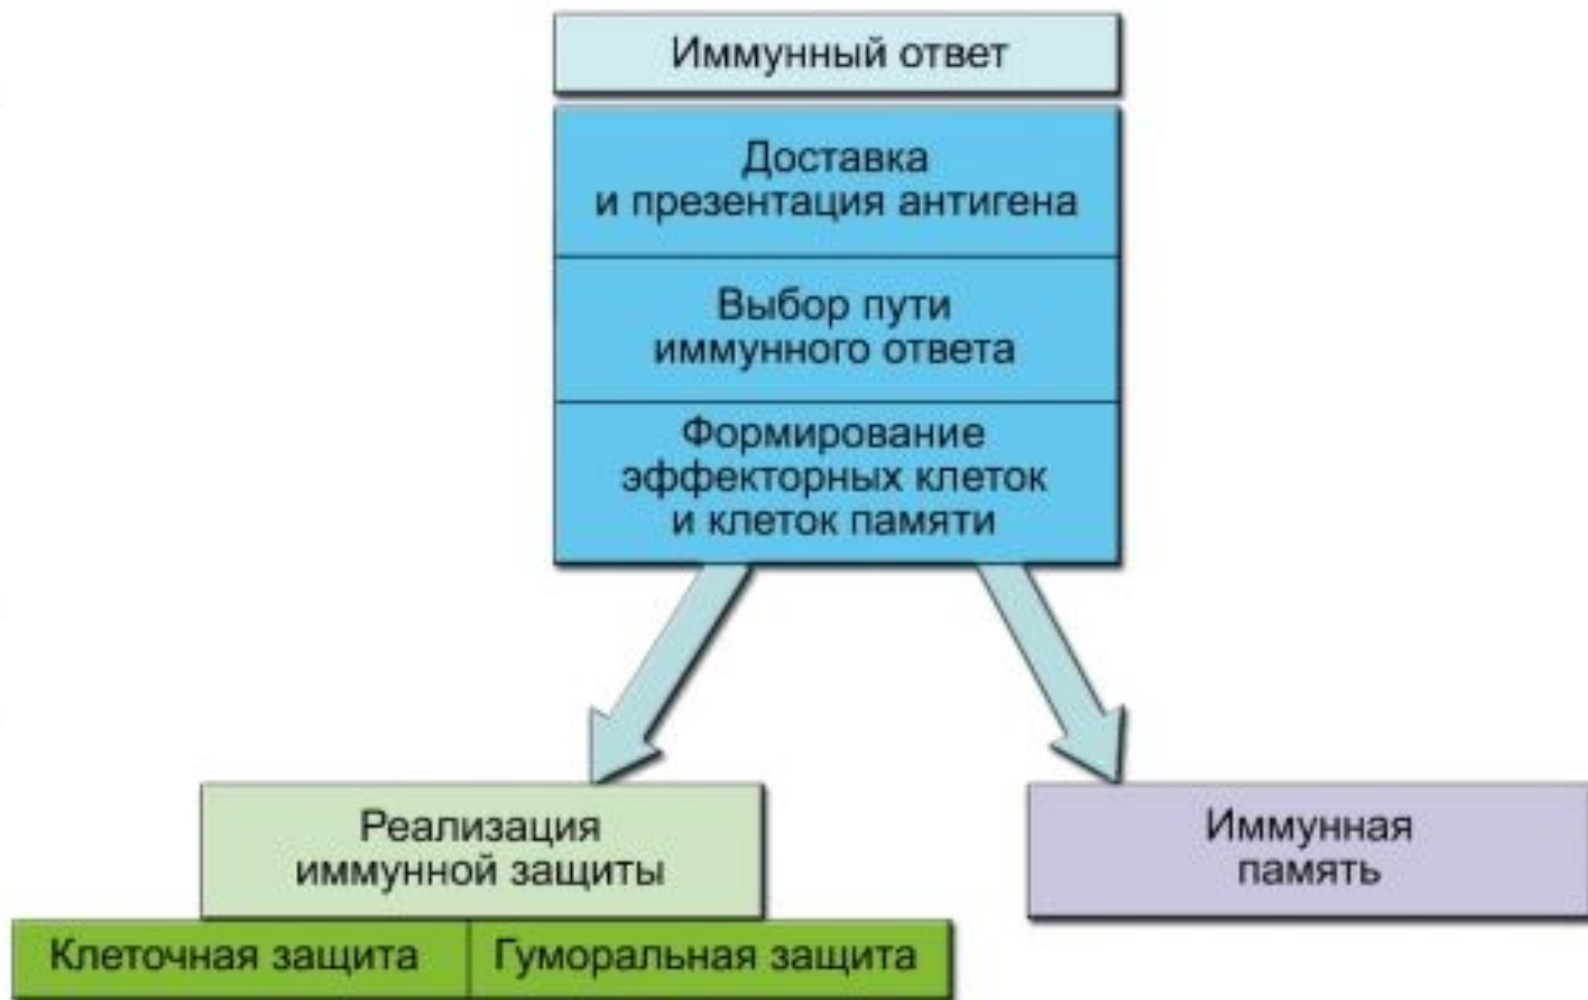 Иммунный ответ
Доставка
и презентация антигена
Выбор пути
иммунного ответа
Формирование
эффекторных клеток
и клеток памяти
Реализация
иммунной защиты
Иммунная
память
Клеточная защита
Гуморальная защита